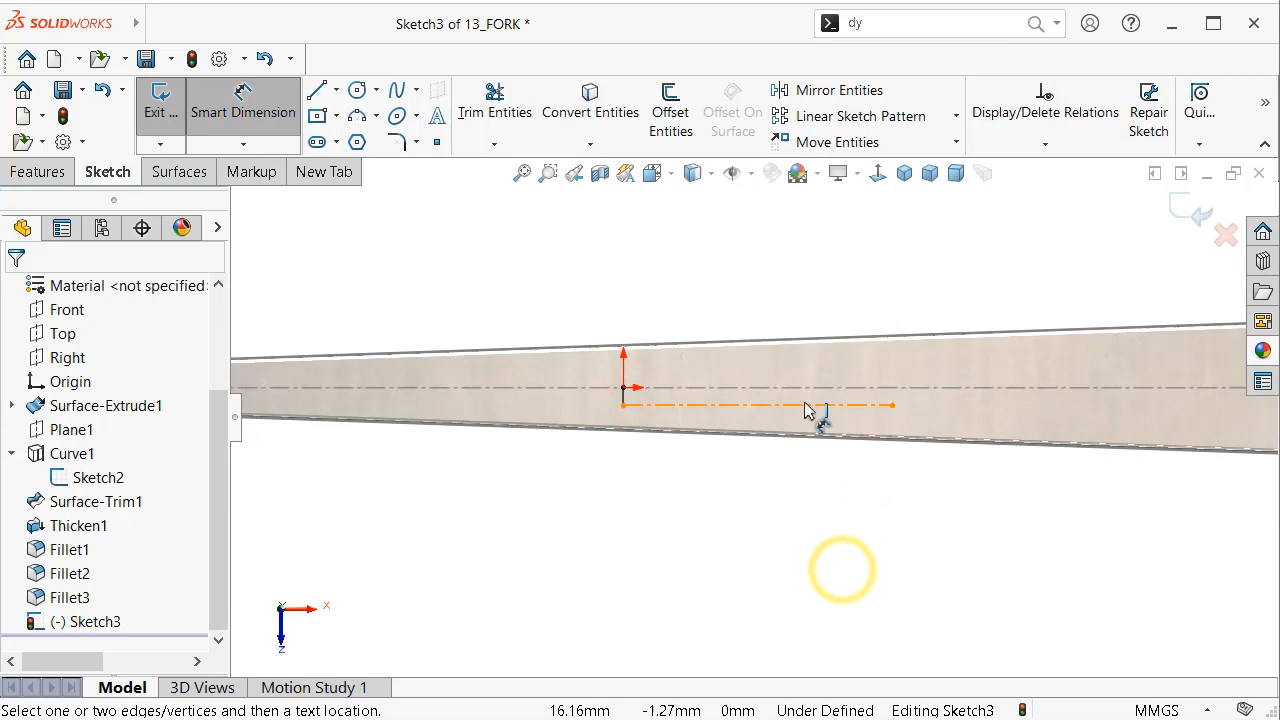 SOLIDWORKS
Sketch3 of 13_FORK *
dy
Exit ...
Smart Dimension
Trim Entities
Convert Entities
Offset Entities
Offset On Surface
Mirror Entities
Linear Sketch Pattern
Move Entities
Display/Delete Relations
Repair Sketch
Qui...
Features
Sketch
Surfaces
Markup
New Tab
Material <not specified>
Front
Top
Right
Origin
Surface-Extrude1
Plane1
Curve1
Sketch2
Surface-Trim1
Thicken1
Fillet1
Fillet2
Fillet3
(-) Sketch3
Y
X
Z
Model
3D Views
Motion Study 1
Select one or two edges/vertices and then a text location.
16.16mm
-1.27mm
0mm
Under Defined
Editing Sketch3
MMGS